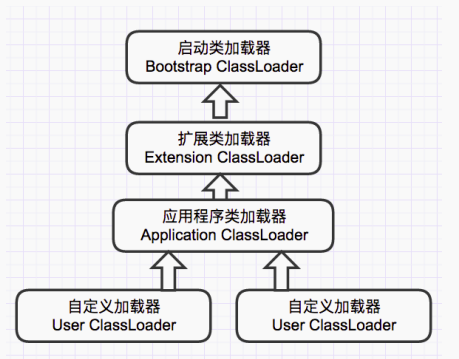 启动类加载器
Bootstrap ClassLoader
扩展类加载器
Extension ClassLoader
应用程序类加载器
Application ClassLoader
自定义加载器
User ClassLoader
自定义加载器
User ClassLoader